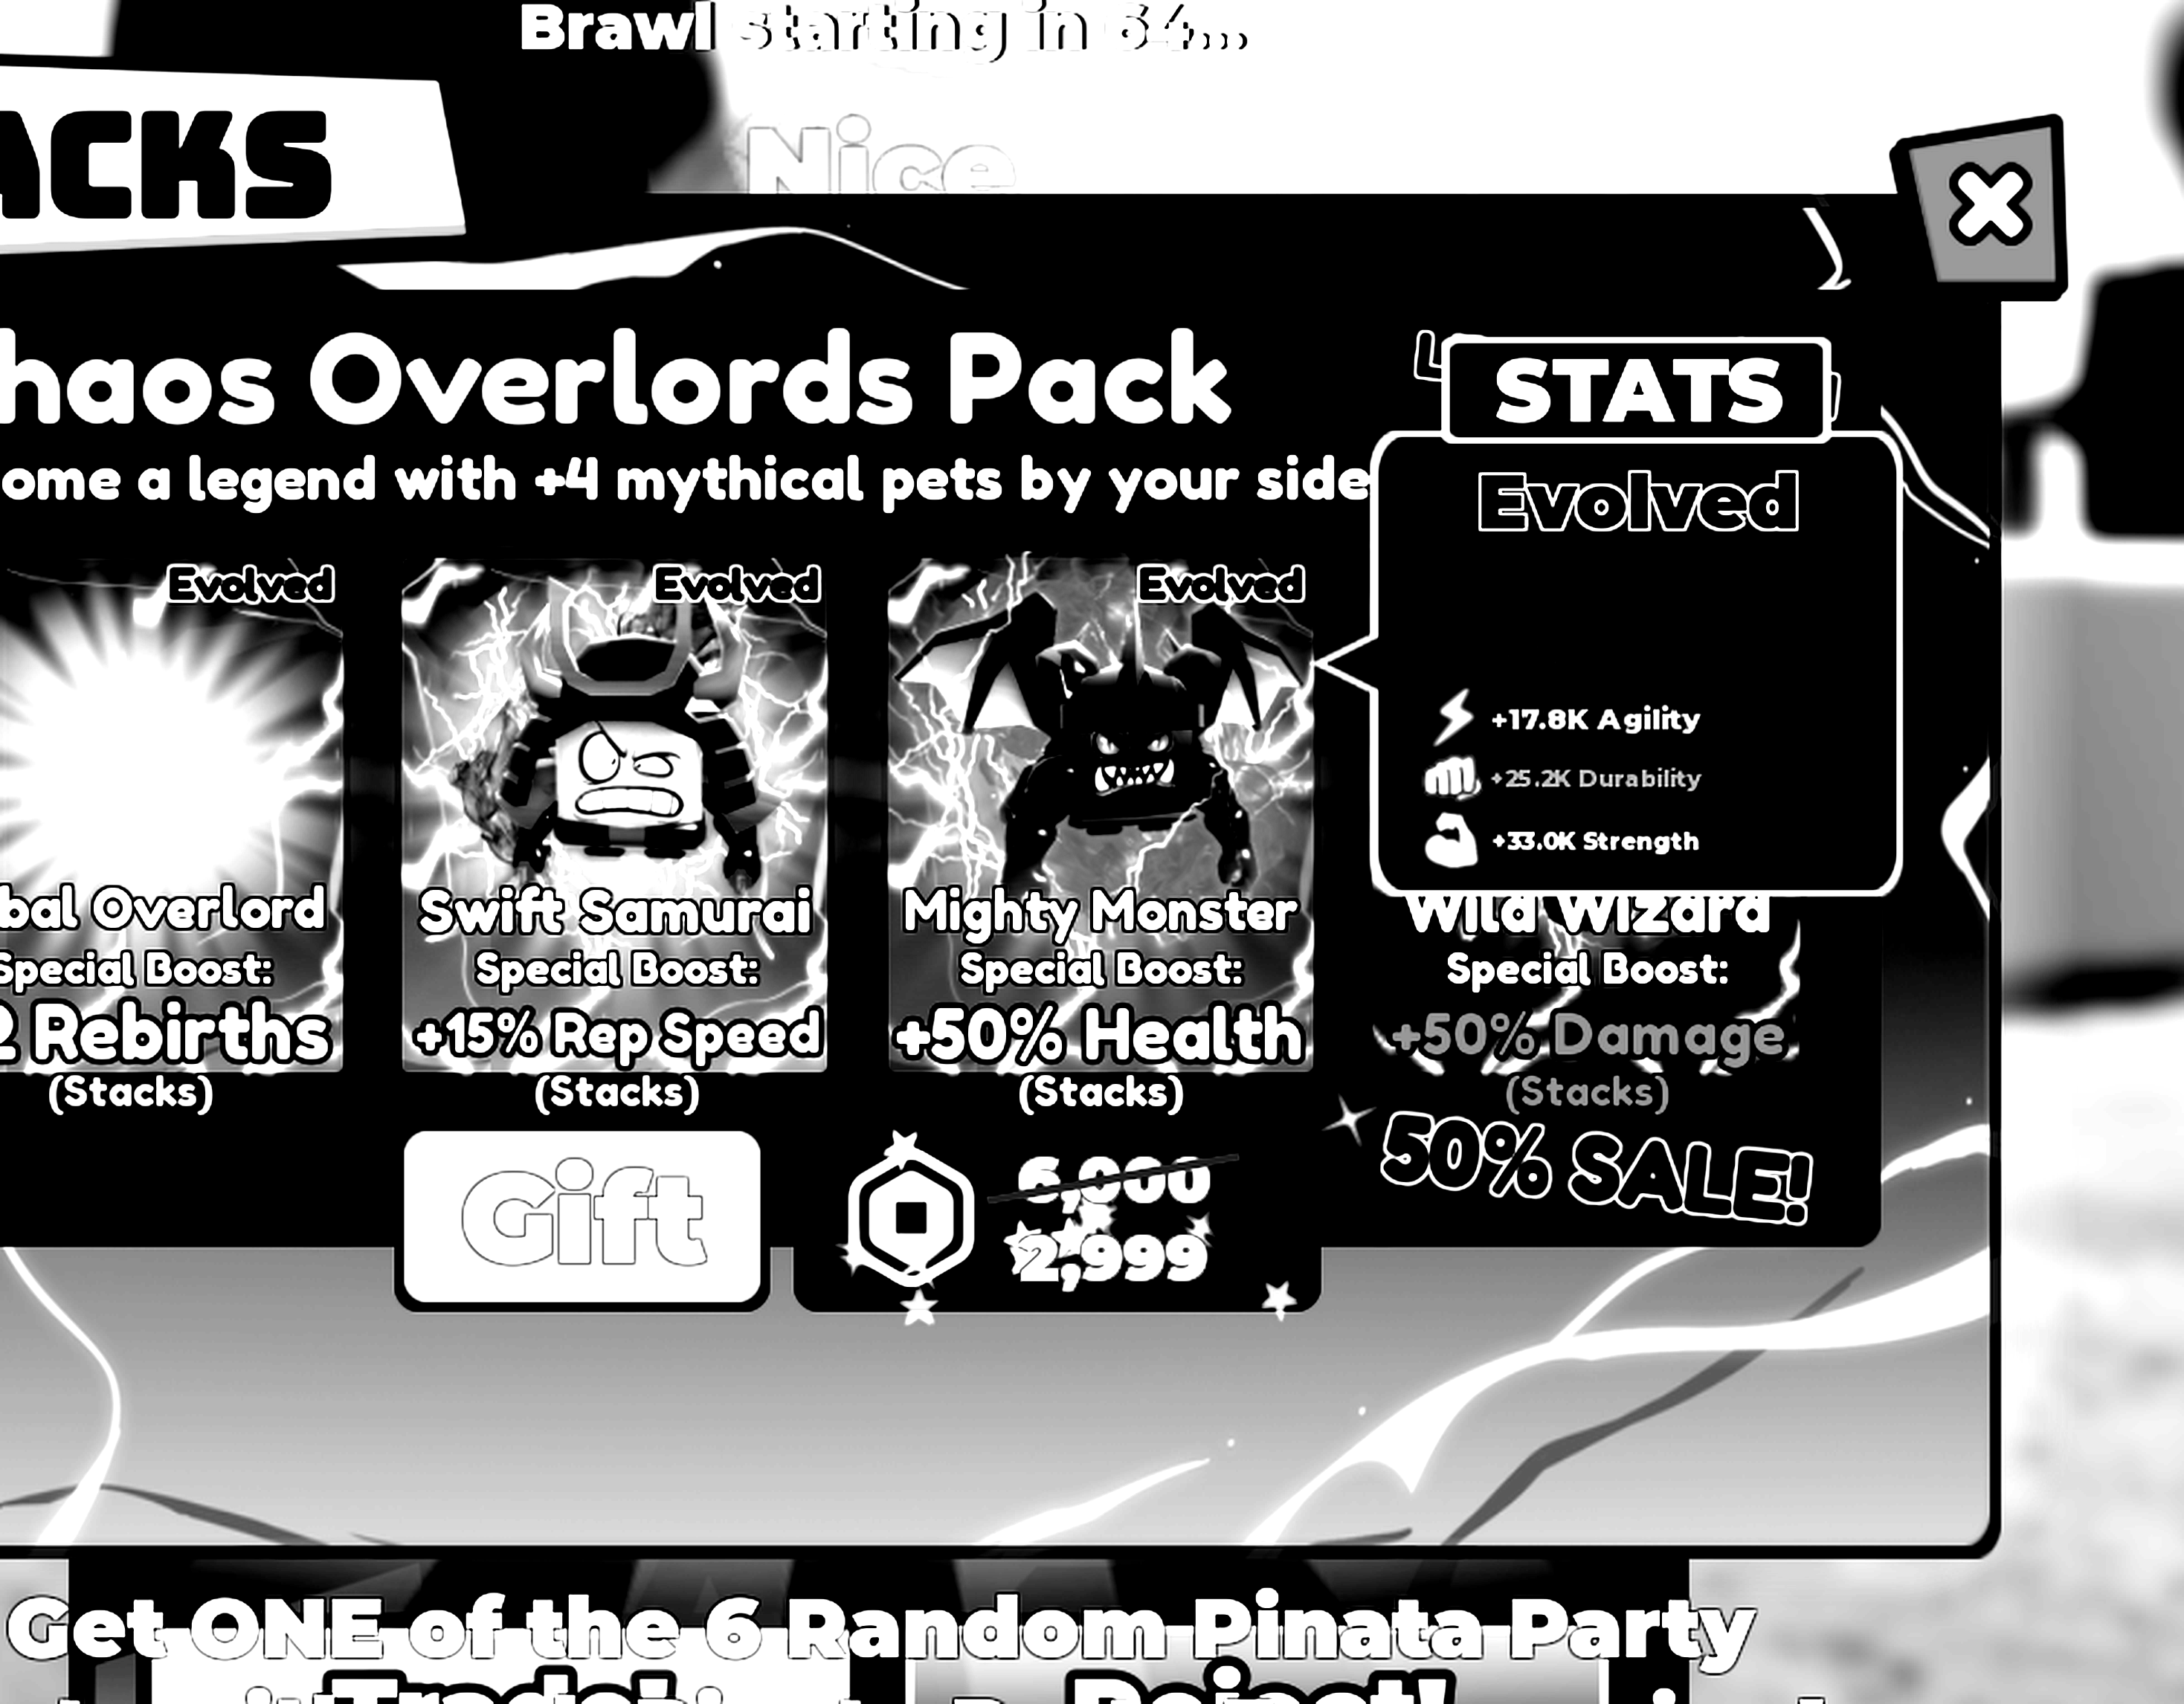 Brawl Starting in 64...
Nice
ACKS
haos Overlords Pack
ome a legend with +4 mythical pets by your side
STATS
Evolved
+17.8K Agility
+25.2K Durability
+33.0K Strength
Evolved
bal Overlord
Special Boost:
2 Rebirths
(Stacks)
Evolved
Swift Samurai
Special Boost:
+15% Rep Speed
(Stacks)
Evolved
Mighty Monster
Special Boost:
+50% Health
(Stacks)
Wild Wizard
Special Boost:
+50% Damage
(Stacks)
Gift
6,000
2,999
50% SALE!
Get ONE of the 6 Random Pinata Party
Trade! Reject!